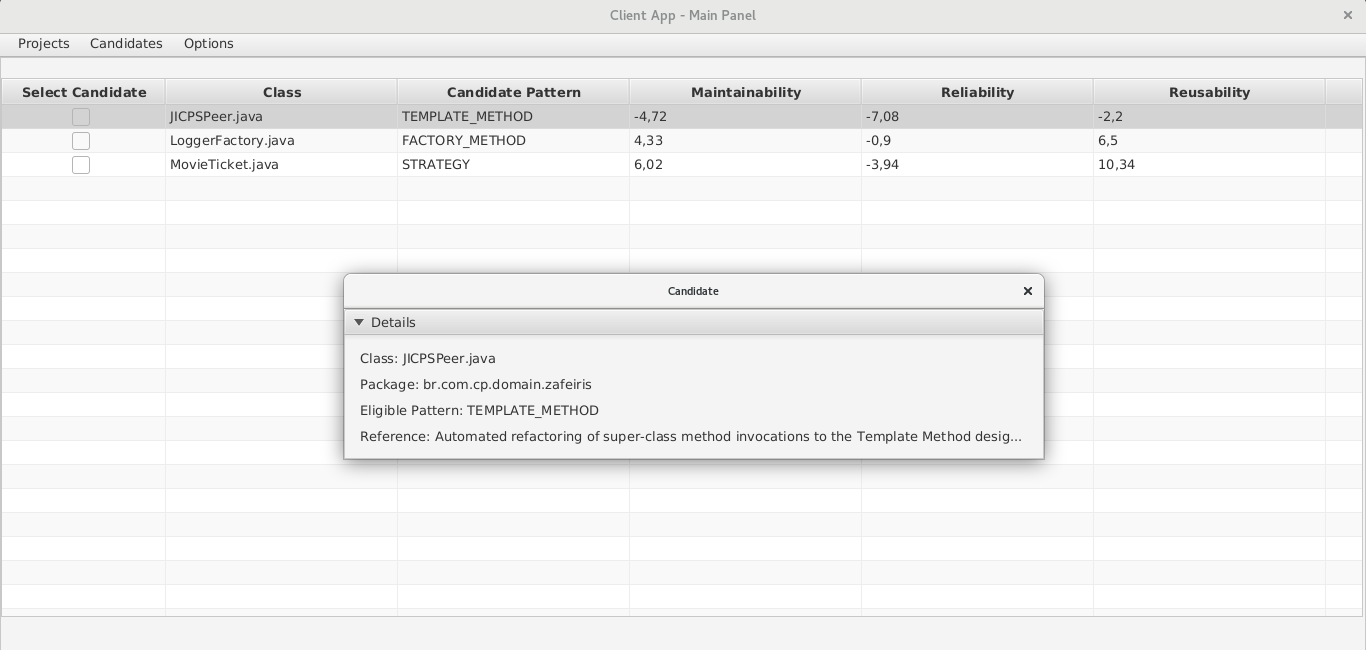 Client App - Main Panel
Projects Candidates Options
Select Candidate Class Candidate Pattern Maintainability Reliability Reusability
JICPSPeer.java TEMPLATE_METHOD -4,72 -7,08 -2,2
LoggerFactory.java FACTORY_METHOD 4,33 -0,9 6,5
MovieTicket.java STRATEGY 6,02 -3,94 10,34
Candidate
Details
Class: JICPSPeer.java
Package: br.com.cp.domain.zafeiris
Eligible Pattern: TEMPLATE_METHOD
Reference: Automated refactoring of super-class method invocations to the Template Method desig...